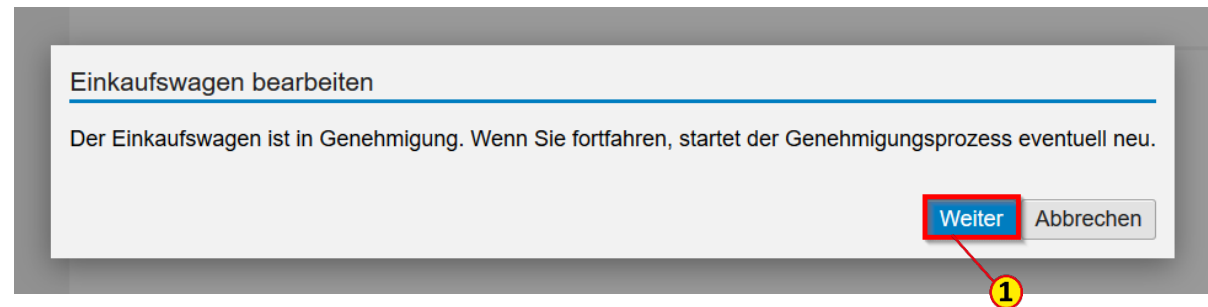 Einkaufswagen bearbeiten
Der Einkaufswagen ist in Genehmigung. Wenn Sie fortfahren, startet der Genehmigungsprozess eventuell neu.
Weiter Abbrechen
1